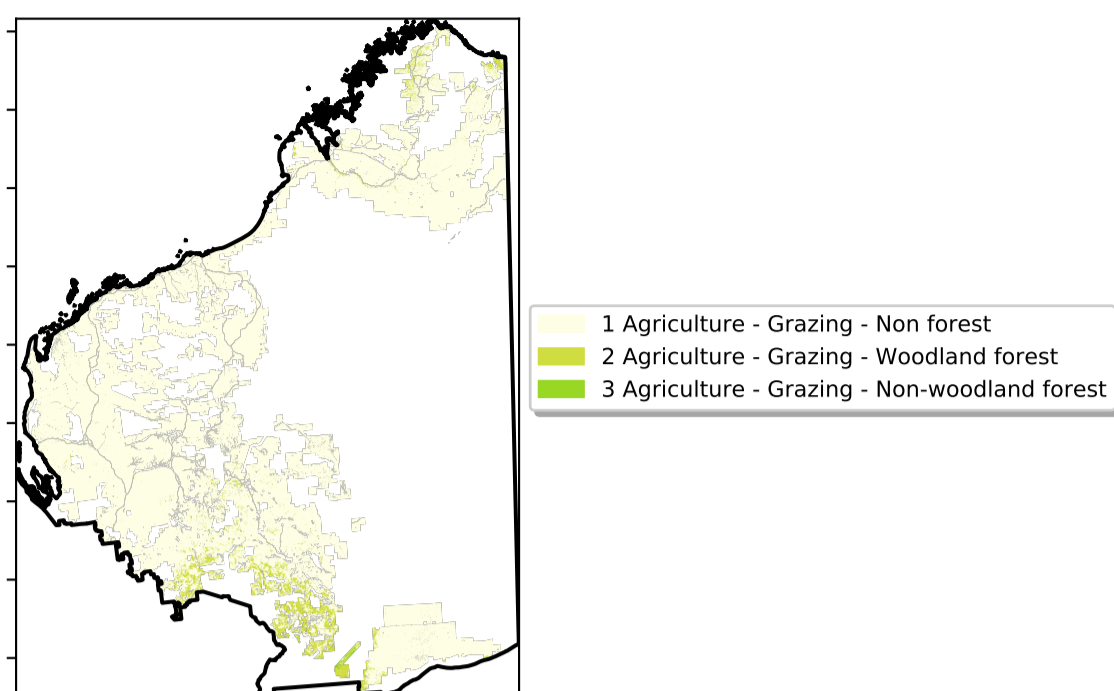 1 Agriculture - Grazing - Non forest
2 Agriculture - Grazing - Woodland forest
3 Agriculture - Grazing - Non-woodland forest